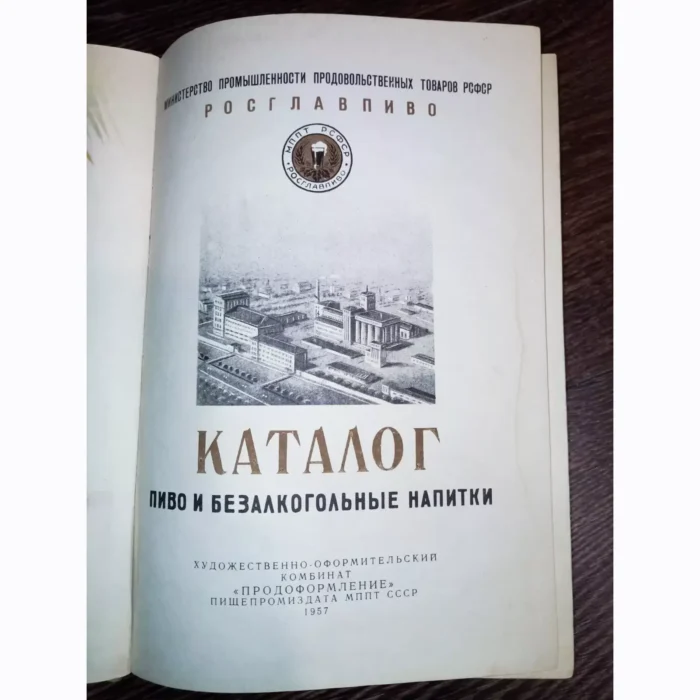 МИНИСТЕРСТВО ПРОМЫШЛЕННОСТИ ПРОДОВОЛЬСТВЕННЫХ ТОВАРОВ РСФСР
РОСГЛАВПИВО
МППТ РСФСР
•РОСГЛАВПИВО•
КАТАЛОГ
ПИВО И БЕЗАЛКОГОЛЬНЫЕ НАПИТКИ
ХУДОЖЕСТВЕННО-ОФОРМИТЕЛЬСКИЙ
КОМБИНАТ
«ПРОДОФОРМЛЕНИЕ»
ПИЩЕПРОМИЗДАТА МППТ СССР
1957